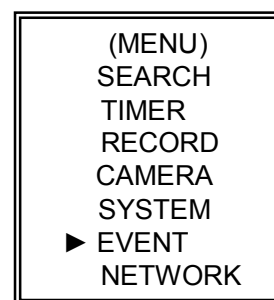 (MENU)
SEARCH
TIMER
RECORD
CAMERA
SYSTEM
► EVENT
NETWORK